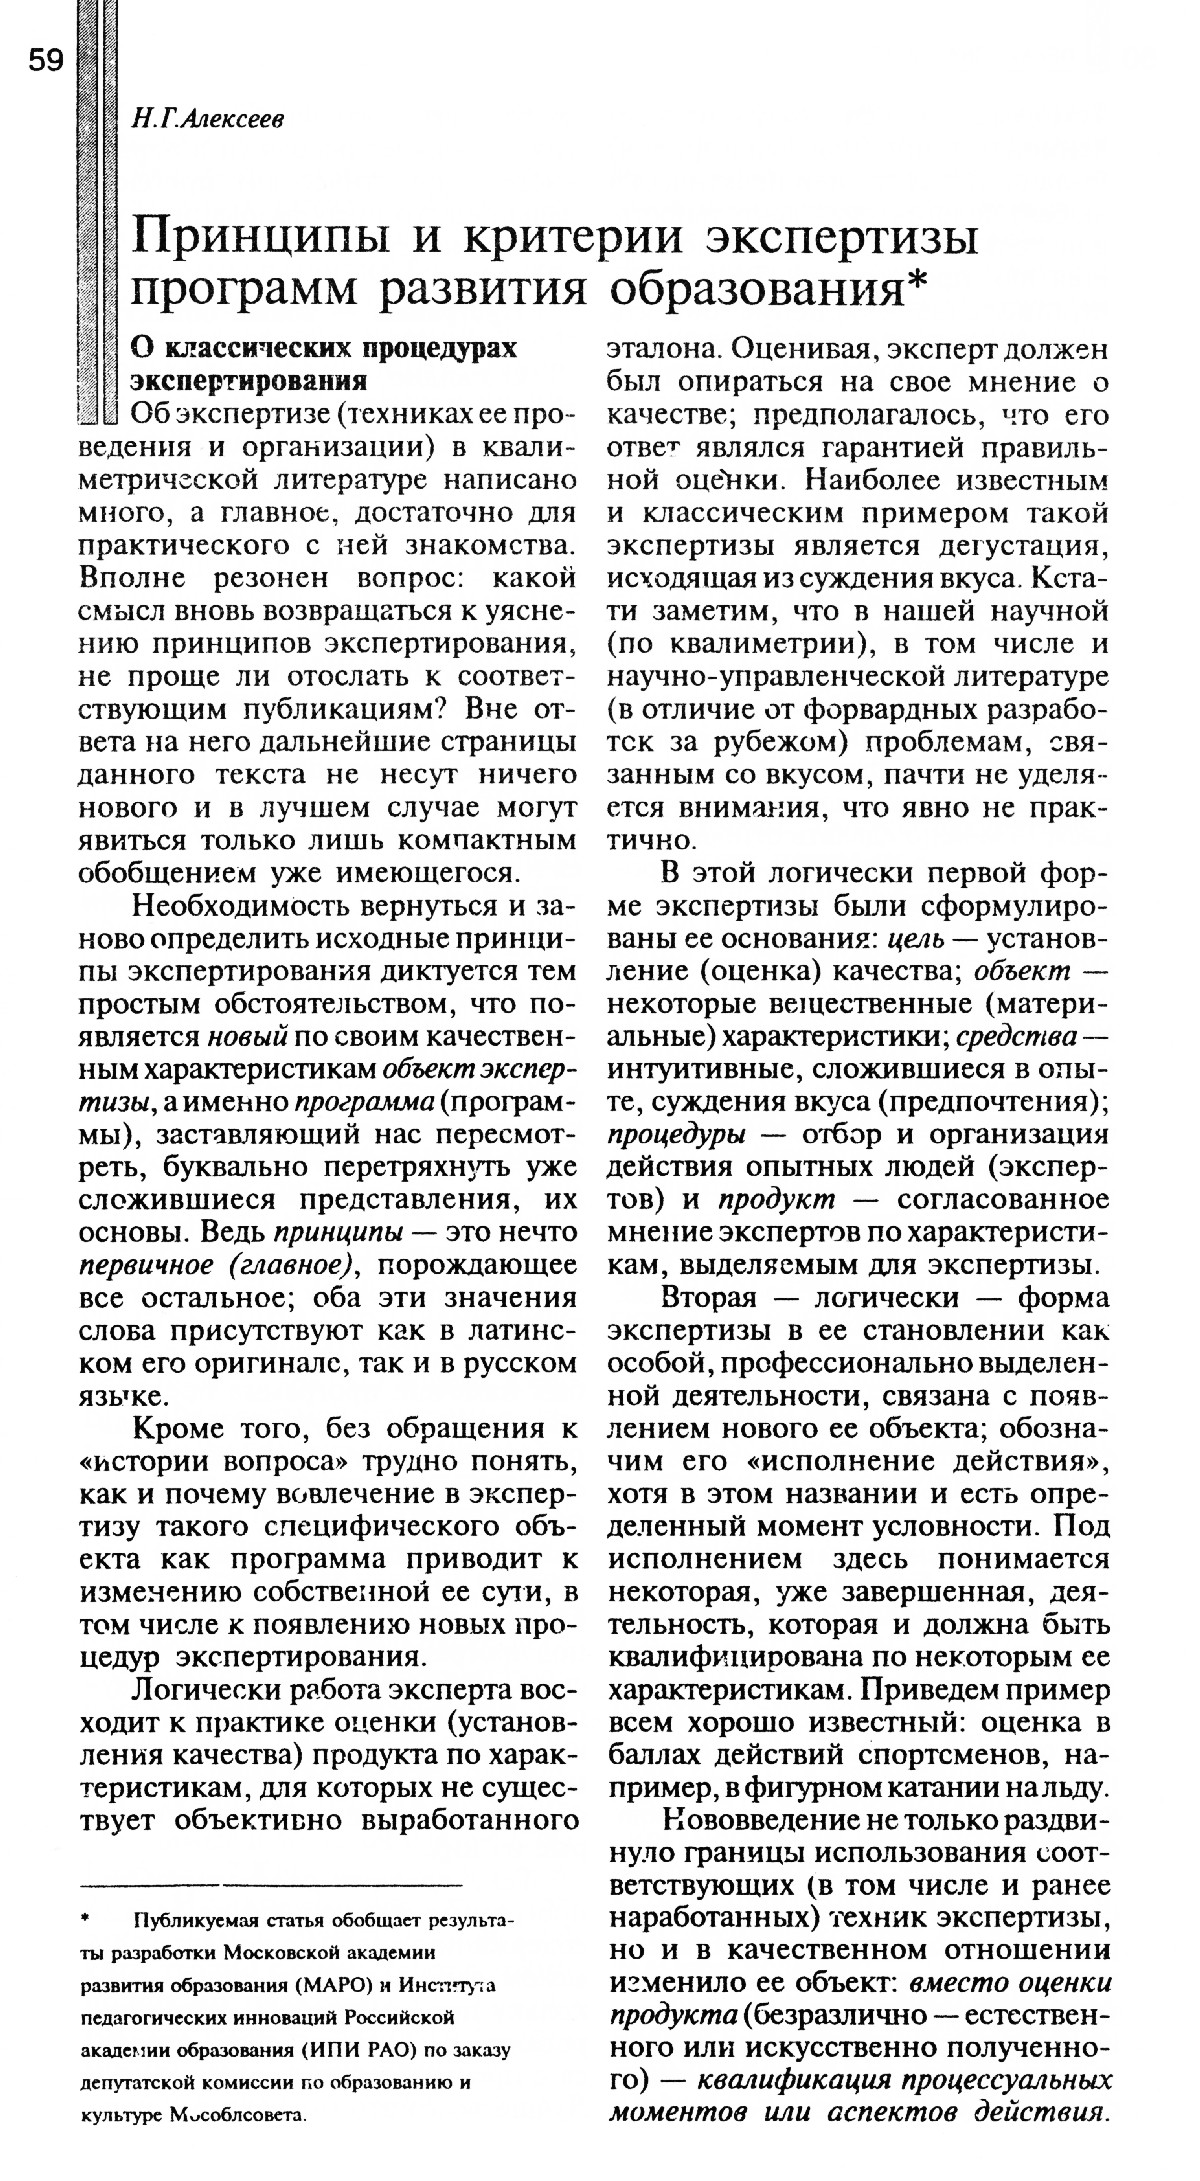 59
Н.Г.Алексеев
Принципы и критерии экспертизы
программ развития образования*
О классических процедурах
экспертирования
Об экспертизе (техниках ее про-
ведения и организации) в квали-
метрической литературе написано
много, а главное, достаточно для
практического с ней знакомства.
Вполне резонен вопрос: какой
смысл вновь возвращаться к уясне-
нию принципов экспертирования,
не проще ли отослать к соответ-
ствующим публикациям? Вне от-
вета на него дальнейшие страницы
данного текста не несут ничего
нового и в лучшем случае могут
явиться только лишь компактным
обобщением уже имеющегося.
Необходимость вернуться и за-
ново определить исходные принци-
пы экспертирования диктуется тем
простым обстоятельством, что по-
является новый по своим качествен-
ным характеристикам объект экспер-
тизы, а именно программа (програм-
мы), заставляющий нас пересмот-
реть, буквально перетряхнуть уже
сложившиеся представления, их
основы. Ведь принципы — это нечто
первичное (главное), порождающее
все остальное; оба эти значения
слова присутствуют как в латинс-
ком его оригинале, так и в русском
языке.
Кроме того, без обращения к
«истории вопроса» трудно понять,
как и почему вовлечение в экспер-
тизу такого специфического объ-
екта как программа приводит к
изменению собственной ее сути, в
том числе к появлению новых про-
цедур экспертирования.
Логически работа эксперта вос-
ходит к практике оценки (установ-
ления качества) продукта по харак-
теристикам, для которых не сущес-
твует объективно выработанного
* Публикуемая статья обобщает результа-
ты разработки Московской академии
развития образования (МАРО) и Института
педагогических инноваций Российской
академии образования (ИПИ РАО) по заказу
депутатской комиссии по образованию и
культуре Мособлсовета.
эталона. Оценивая, эксперт должен
был опираться на свое мнение о
качестве; предполагалось, что его
ответ являлся гарантией правиль-
ной оценки. Наиболее известным
и классическим примером такой
экспертизы является дегустация,
исходящая из суждения вкуса. Кста-
ти заметим, что в нашей научной
(по квалиметрии), в том числе и
научно-управленческой литературе
(в отличие от форвардных разрабо-
ток за рубежом) проблемам, свя-
занным со вкусом, пачти не уделя-
ется внимания, что явно не прак-
тично.
В этой логически первой фор-
ме экспертизы были сформулиро-
ваны ее основания: цель — установ-
ление (оценка) качества; объект —
некоторые вещественные (матери-
альные) характеристики; средства —
интуитивные, сложившиеся в опы-
те, суждения вкуса (предпочтения);
процедуры — отбор и организация
действия опытных людей (экспер-
тов) и продукт — согласованное
мнение экспертов по характеристи-
кам, выделяемым для экспертизы.
Вторая — логически — форма
экспертизы в ее становлении как
особой, профессионально выделен-
ной деятельности, связана с появ-
лением нового ее объекта; обозна-
чим его «исполнение действия»,
хотя в этом названии и есть опре-
деленный момент условности. Под
исполнением здесь понимается
некоторая, уже завершенная, дея-
тельность, которая и должна быть
квалифицирована по некоторым ее
характеристикам. Приведем пример
всем хорошо известный: оценка в
баллах действий спортсменов, на-
пример, в фигурном катании на льду.
Нововведение не только раздви-
нуло границы использования соот-
ветствующих (в том числе и ранее
наработанных) техник экспертизы,
но и в качественном отношении
изменило ее объект: вместо оценки
продукта (безразлично — естествен-
ного или искусственно полученно-
го) — квалификация процессуальных
моментов или аспектов действия.